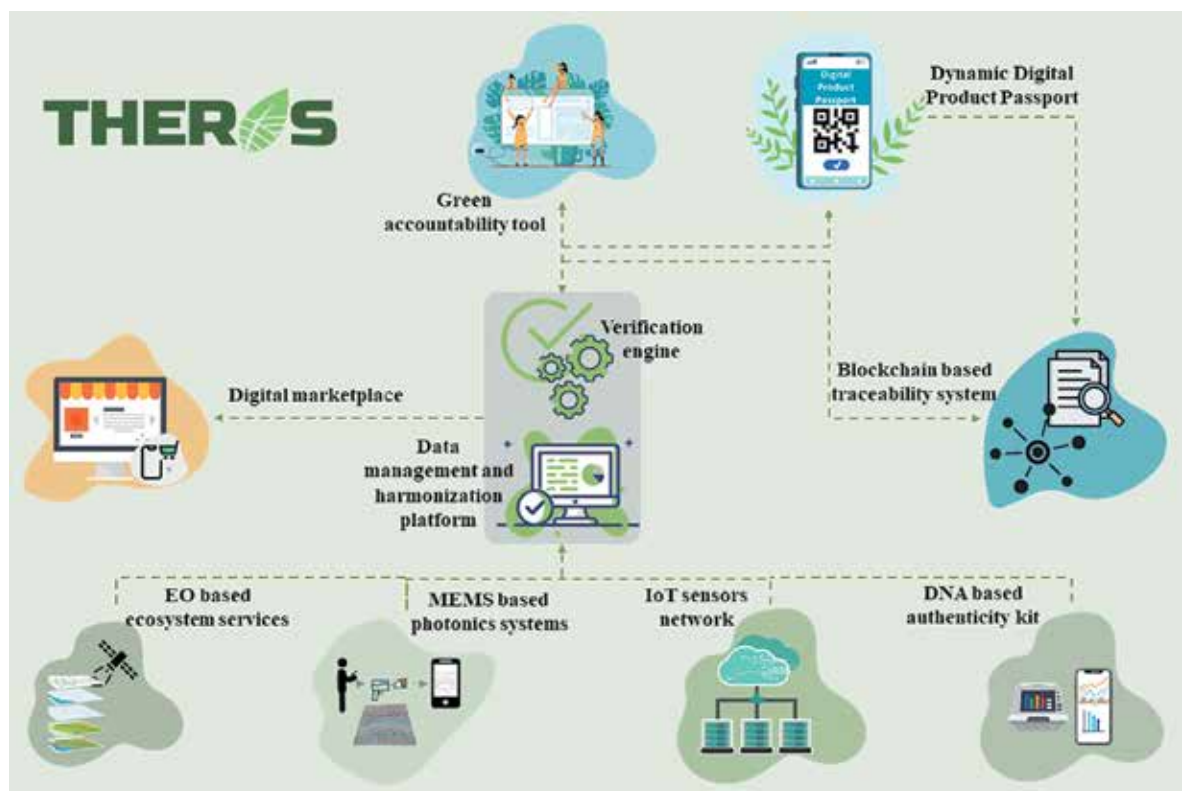 THEROS
Dynamic Digital
Product Passport
Digital
Product
Passport
Green
accountability tool
Verification
engine
Blockchain based
traceability system
Digital marketplace
Data
management and
harmonization
platform
EO based
ecosystem services
MEMS based
photonics systems
IoT sensors
network
DNA based
authenticity kit